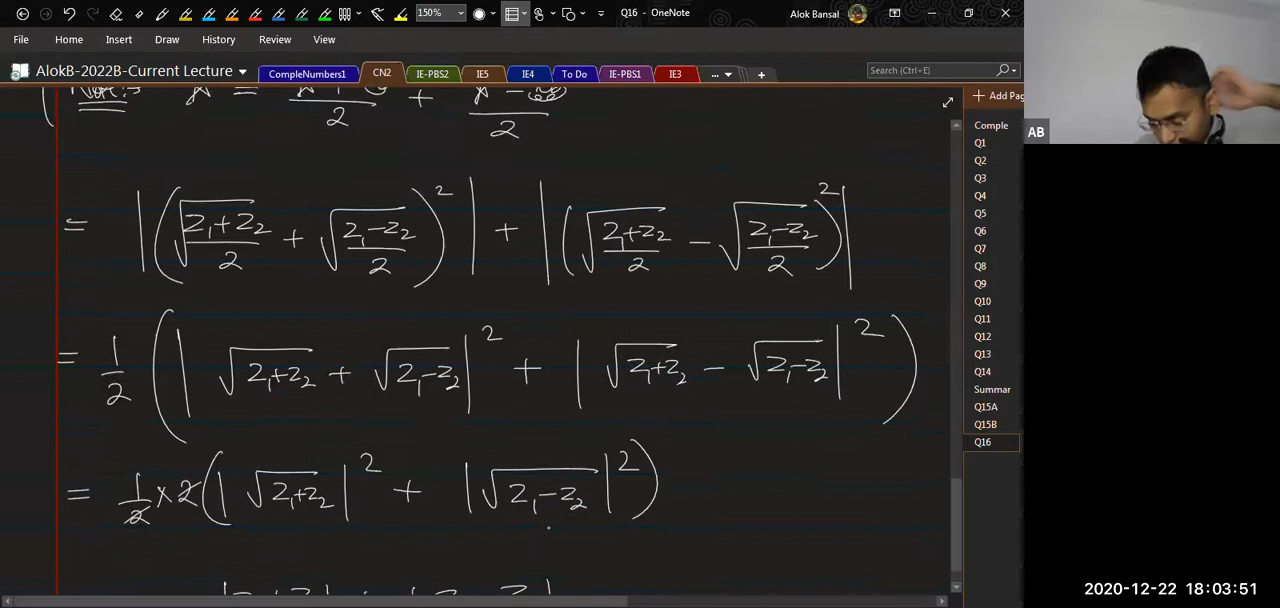 150%
Q16 - OneNote
Alok Bansal
File Home Insert Draw History Review View
AlokB-2022B-Current Lecture CompleNumbers1 CN2 IE-PBS2 IE5 IE4 To Do IE-PBS1 IE3 ... + Search (Ctrl+E)
+ Add Pag
Comple
Q1
Q2
Q3
Q4
Q5
Q6
Q7
Q8
Q9
Q10
Q11
Q12
Q13
Q14
Summar
Q15A
Q15B
Q16
AB
= |(√(z₁+z₂)/2 + √(z₁-z₂)/2)²| + |(√(z₁+z₂)/2 - √(z₁-z₂)/2)²|
= 1/2 (|√(z₁+z₂) + √(z₁-z₂)|² + |√(z₁+z₂) - √(z₁-z₂)|²)
= 1/2 × 2(|√(z₁+z₂)|² + |√(z₁-z₂)|²)
2020-12-22 18:03:51